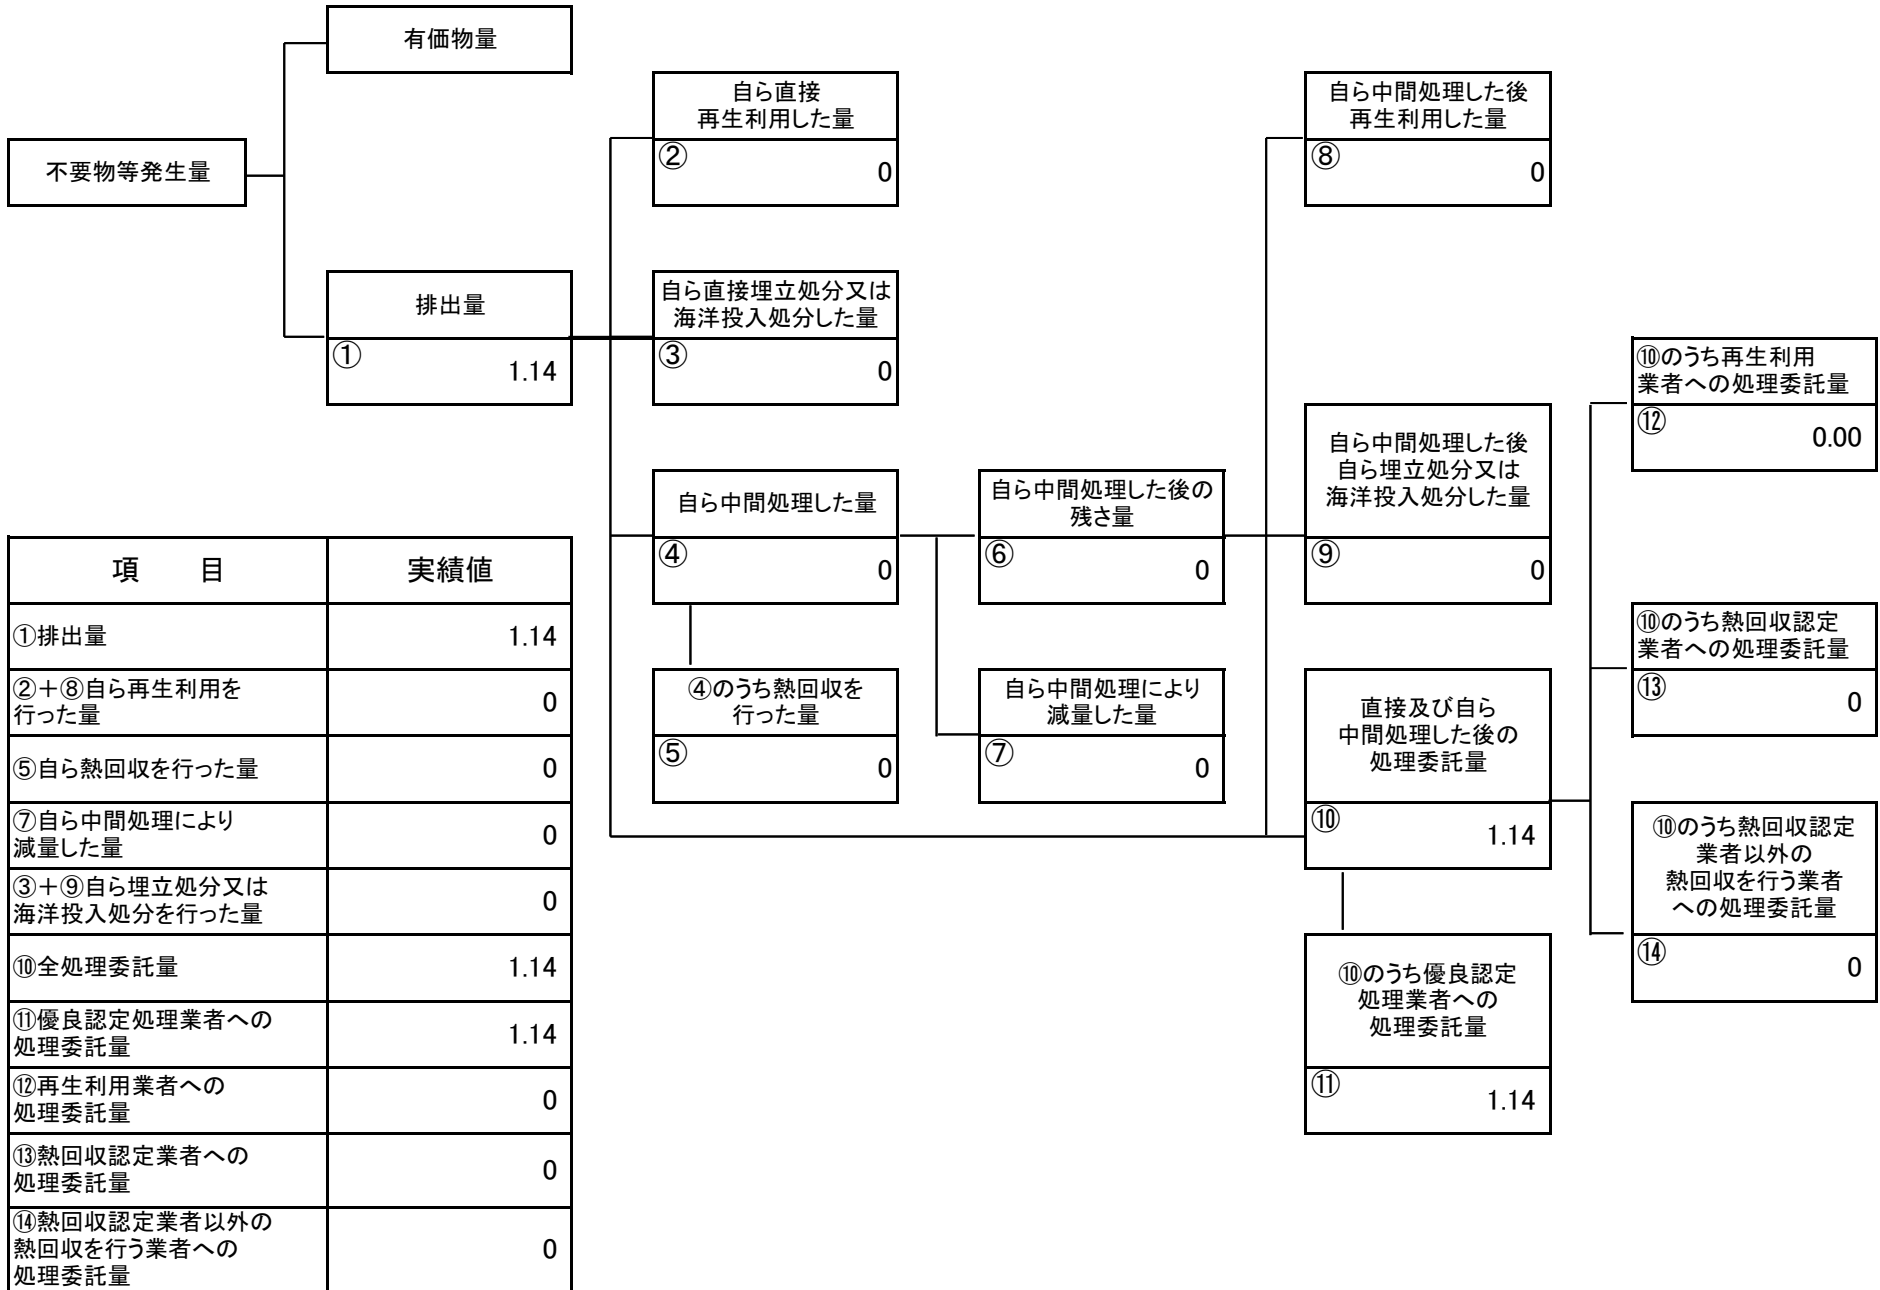 有価物量
不要物等発生量
排出量
①
1.14
自ら直接
再生利用した量
②
0
自ら直接埋立処分又は
海洋投入処分した量
③
0
自ら中間処理した量
④
0
④のうち熱回収を
行った量
⑤
0
自ら中間処理した後の
残さ量
⑥
0
自ら中間処理により
減量した量
⑦
0
自ら中間処理した後
再生利用した量
⑧
0
自ら中間処理した後
自ら埋立処分又は
海洋投入処分した量
⑨
0
直接及び自ら
中間処理した後の
処理委託量
⑩
1.14
⑩のうち優良認定
処理業者への
処理委託量
⑪
1.14
⑩のうち再生利用
業者への処理委託量
⑫
0.00
⑩のうち熱回収認定
業者への処理委託量
⑬
0
⑩のうち熱回収認定
業者以外の
熱回収を行う業者
への処理委託量
⑭
0
項　　目
実績値
①排出量
1.14
②＋⑧自ら再生利用を
行った量
0
⑤自ら熱回収を行った量
0
⑦自ら中間処理により
減量した量
0
③＋⑨自ら埋立処分又は
海洋投入処分を行った量
0
⑩全処理委託量
1.14
⑪優良認定処理業者への
処理委託量
1.14
⑫再生利用業者への
処理委託量
0
⑬熱回収認定業者への
処理委託量
0
⑭熱回収認定業者以外の
熱回収を行う業者への
処理委託量
0